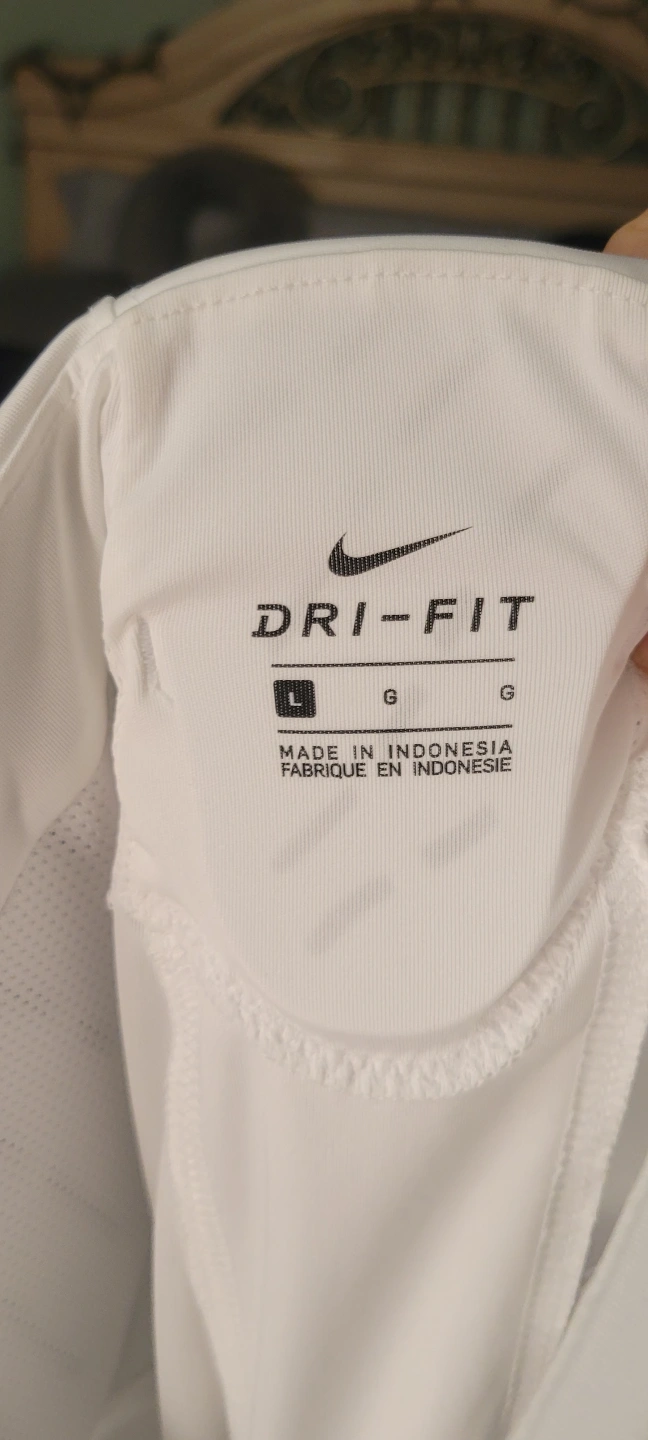 DRI-FIT
L G G
MADE IN INDONESIA
FABRIQUE EN INDONESIE